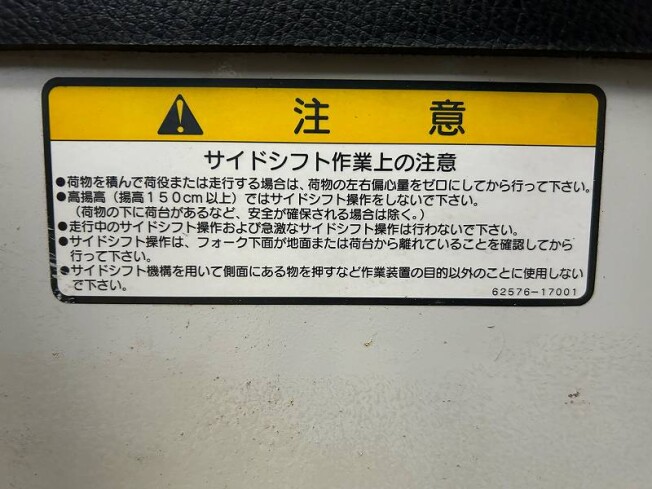 注 意
サイドシフト作業上の注意
●荷物を積んで荷役または走行する場合は、荷物の左右偏心量をゼロにしてから行って下さい。
●高揚高（揚高１５０cm以上）ではサイドシフト操作をしないで下さい。
（荷物の下に荷台があるなど、安全が確保される場合は除く。）
●走行中のサイドシフト操作および急激なサイドシフト操作は行わないで下さい。
●サイドシフト操作は、フォーク下面が地面または荷台から離れていることを確認してから
行って下さい。
●サイドシフト機構を用いて側面にある物を押すなど作業装置の目的以外のことに使用しない
で下さい。
62576-17001